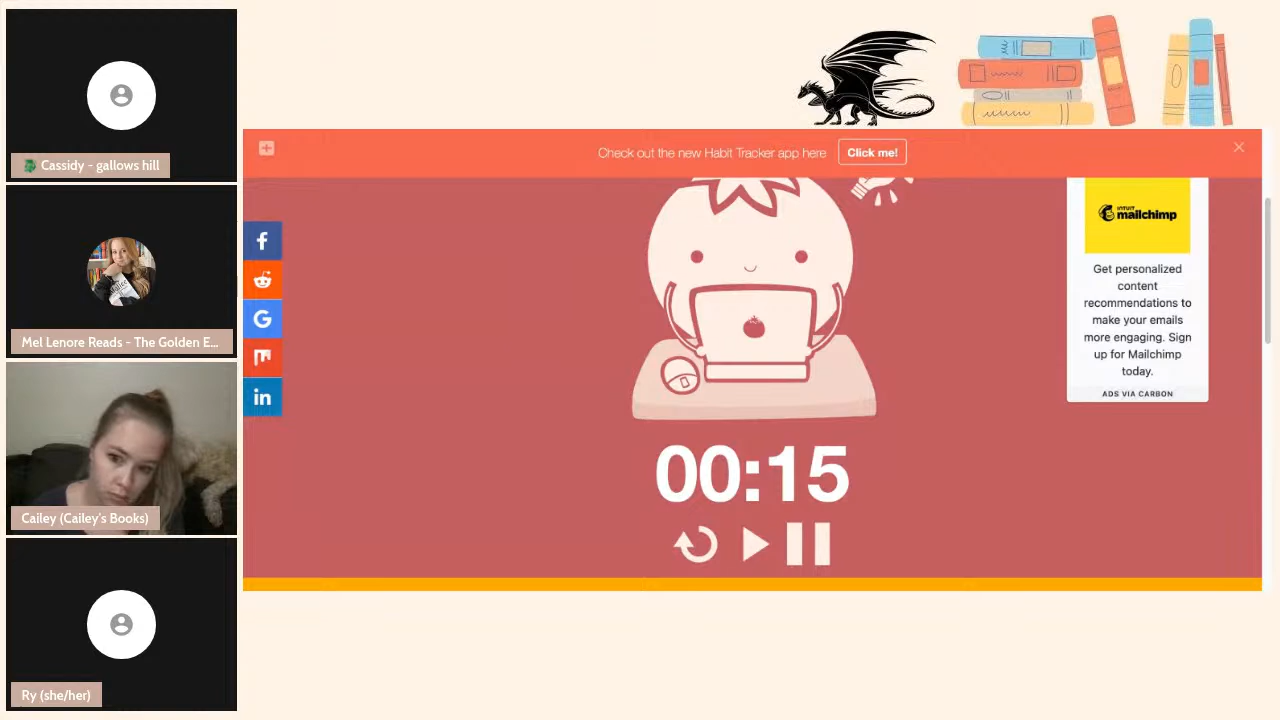 Cassidy - gallows hill
Mel Lenore Reads - The Golden E...
Cailey (Cailey's Books)
Ry (she/her)
Check out the new Habit Tracker app here
Click me!
INTUIT
mailchimp
Get personalized
content
recommendations to
make your emails
more engaging. Sign
up for Mailchimp
today.
ADS VIA CARBON
00:15